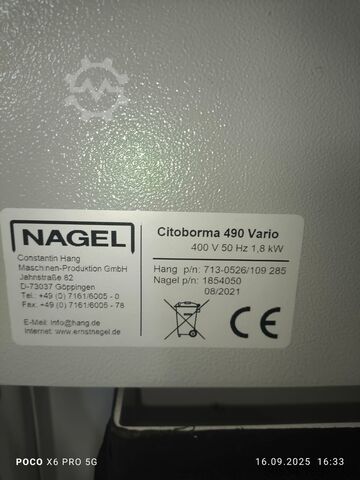 NAGEL
Constantin Hang
Maschinen-Produktion GmbH
Jahnstraße 82
D-73037 Göppingen
Tel.: +49 (0) 7161/6005 - 0
Fax.: +49 (0) 7161/6005 - 78
E-Mail: info@hang.de
Internet: www.ernstnagel.de
Citoborma 490 Vario
400 V 50 Hz 1,8 kW
Hang p/n: 713-0526/109 285
Nagel p/n: 1854050
08/2021
CE
POCO X6 PRO 5G
16.09.2025 16:33